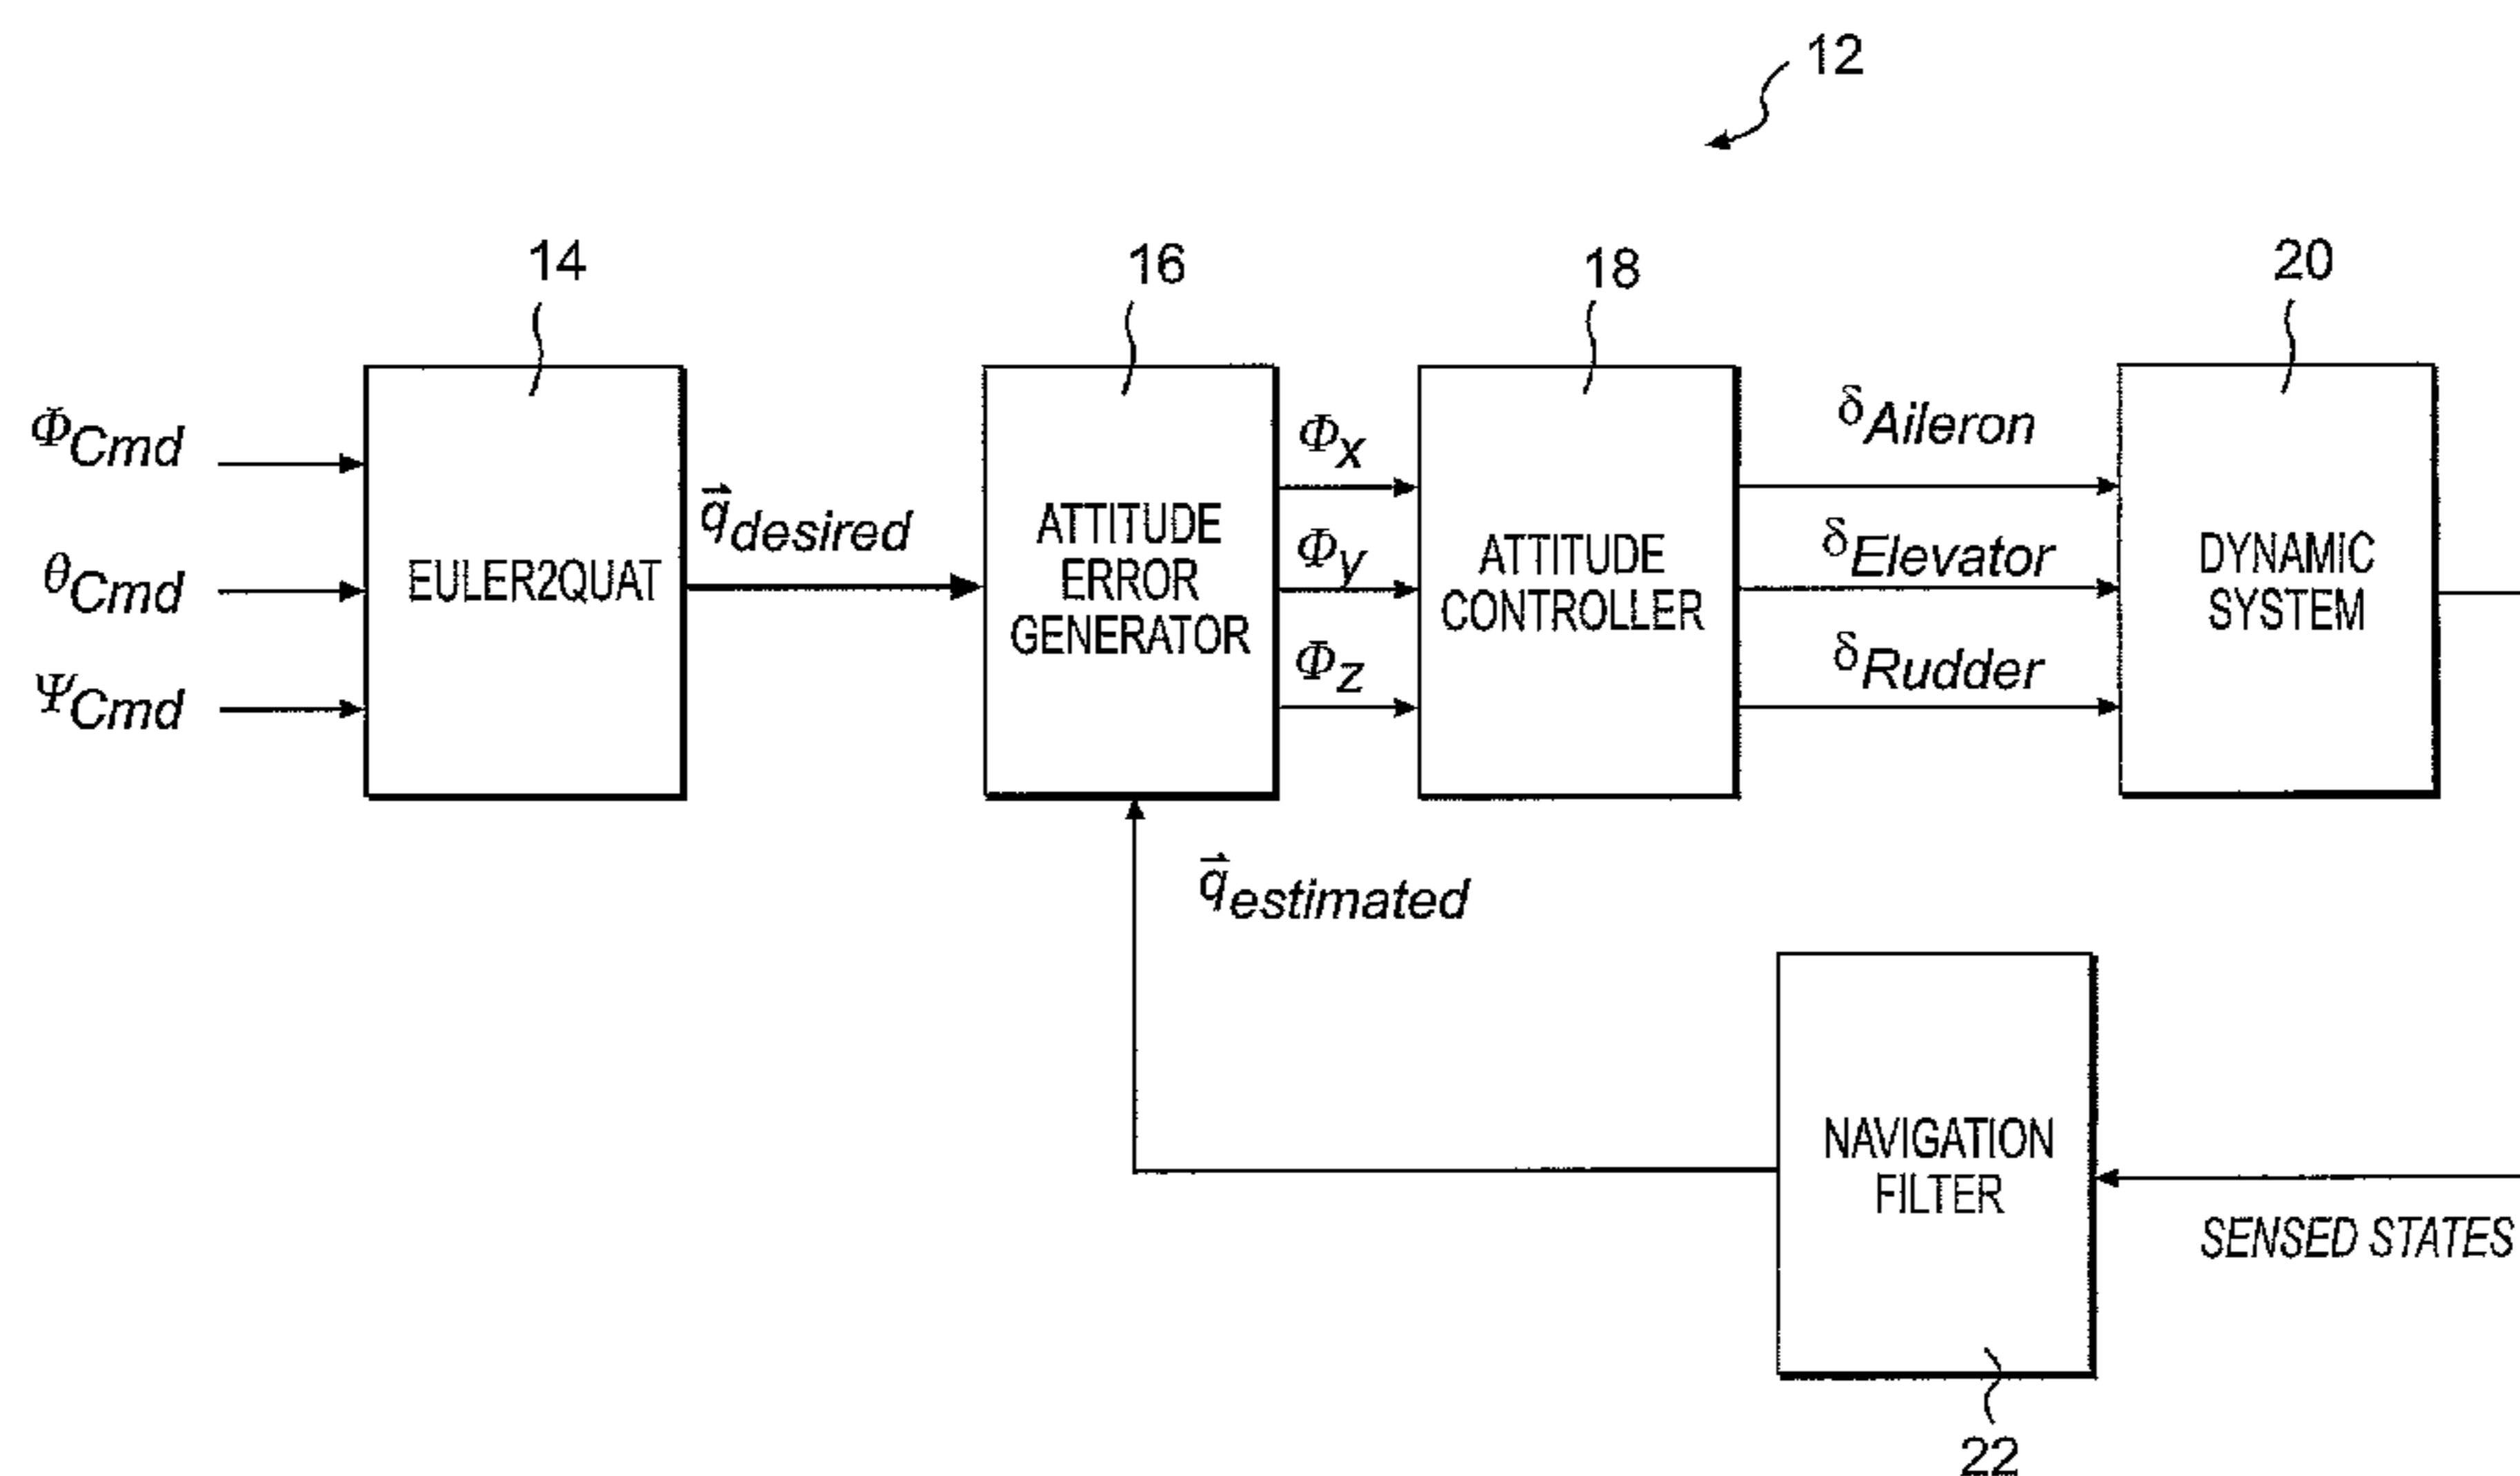 12
14
16
18
20
ΦCmd
θCmd
ΨCmd
EULER2QUAT
q⃗desired
ATTITUDE
ERROR
GENERATOR
Φx
Φy
Φz
ATTITUDE
CONTROLLER
δAileron
δElevator
δRudder
DYNAMIC
SYSTEM
q⃗estimated
NAVIGATION
FILTER
SENSED STATES
22